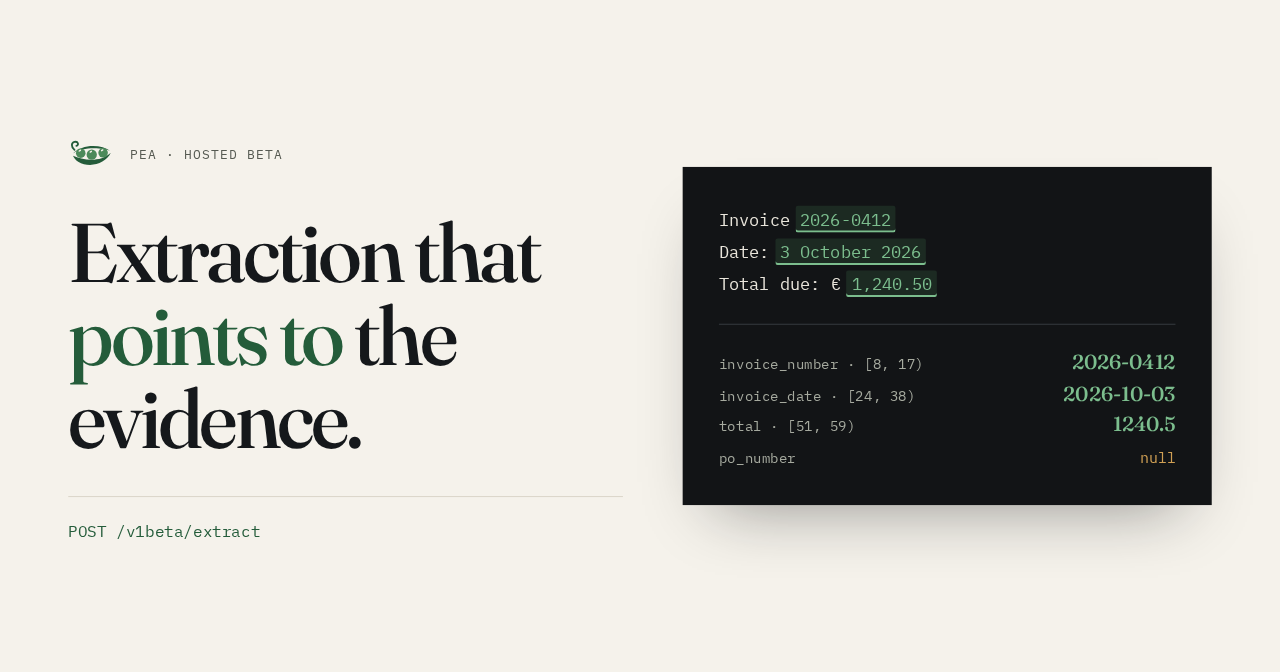 PEA · HOSTED BETA
Extraction that
points to the
evidence.
POST /v1beta/extract
Invoice 2026-0412
Date: 3 October 2026
Total due: € 1,240.50
invoice_number · [8, 17) 2026-0412
invoice_date · [24, 38) 2026-10-03
total · [51, 59) 1240.5
po_number null